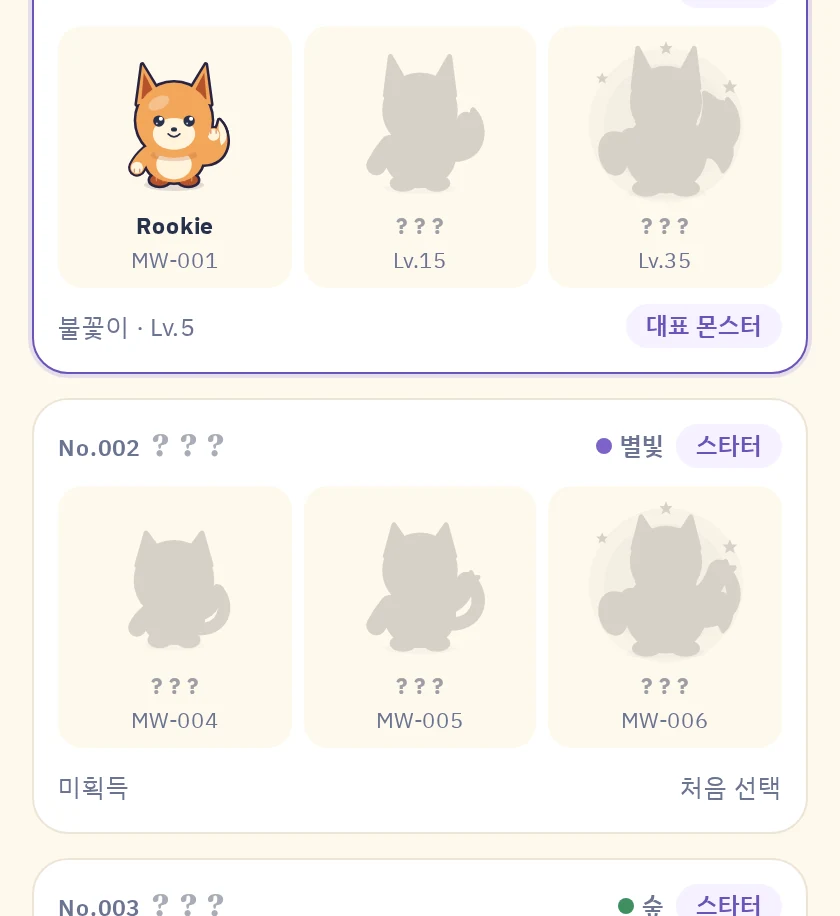 Rookie
MW-001
? ? ?
Lv.15
? ? ?
Lv.35
불꽃이 · Lv.5
대표 몬스터
No.002 ? ? ?
별빛
스타터
? ? ?
MW-004
? ? ?
MW-005
? ? ?
MW-006
미획득
처음 선택
No.003 ? ? ?
숲
스타터